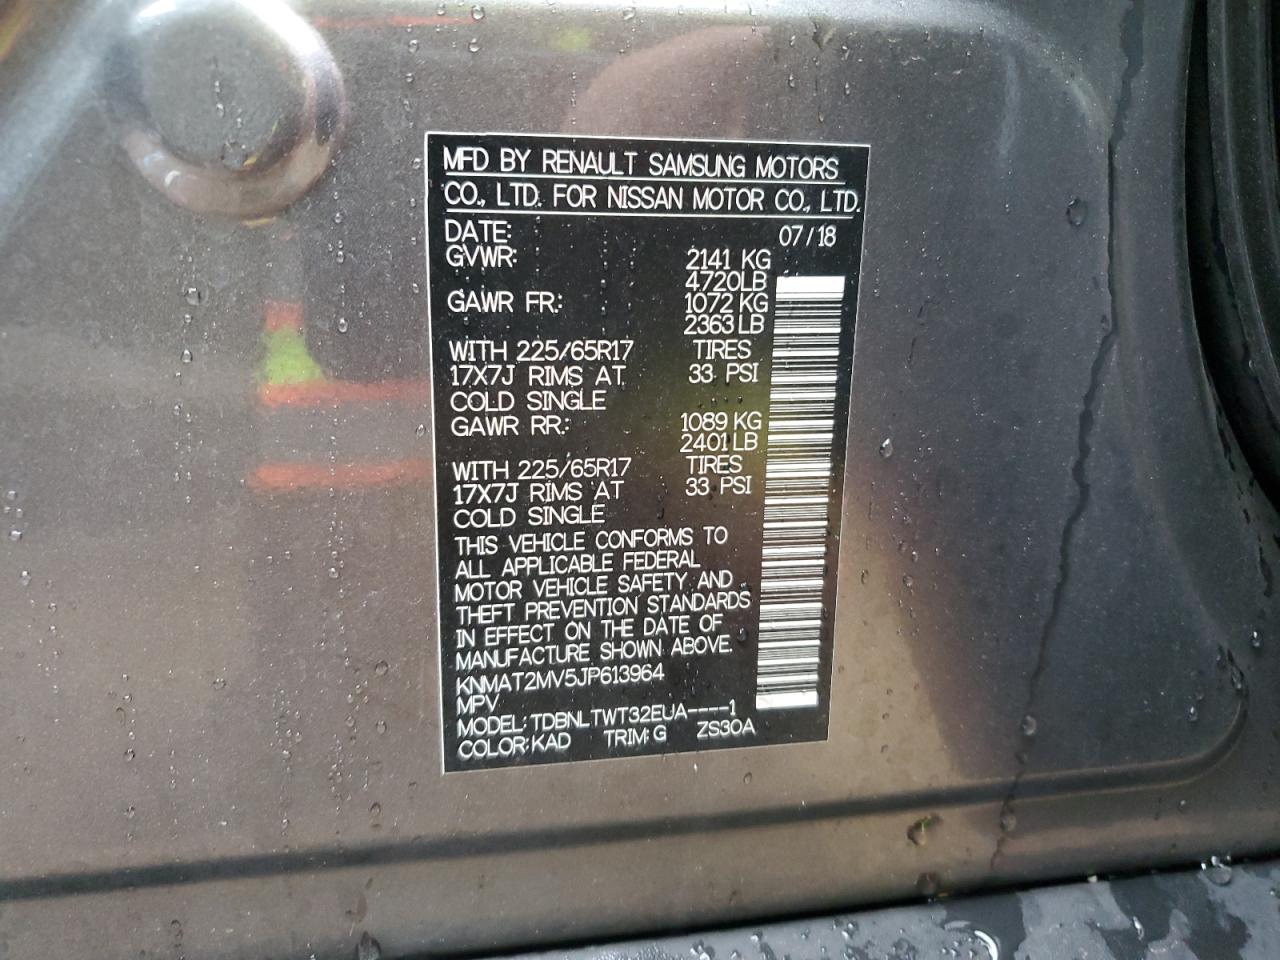 MFD BY RENAULT SAMSUNG MOTORS
CO., LTD. FOR NISSAN MOTOR CO., LTD.
DATE: 07/18
GVWR: 2141 KG
4720LB
GAWR FR: 1072 KG
2363LB
WITH 225/65R17 TIRES
17X7J RIMS AT 33 PSI
COLD SINGLE
GAWR RR: 1089 KG
2401LB
WITH 225/65R17 TIRES
17X7J RIMS AT 33 PSI
COLD SINGLE
THIS VEHICLE CONFORMS TO
ALL APPLICABLE FEDERAL
MOTOR VEHICLE SAFETY AND
THEFT PREVENTION STANDARDS
IN EFFECT ON THE DATE OF
MANUFACTURE SHOWN ABOVE.
KNMAT2MV5JP613964
MPV
MODEL:TDBNLTWT32EUA----1
COLOR:KAD TRIM:G ZS30A